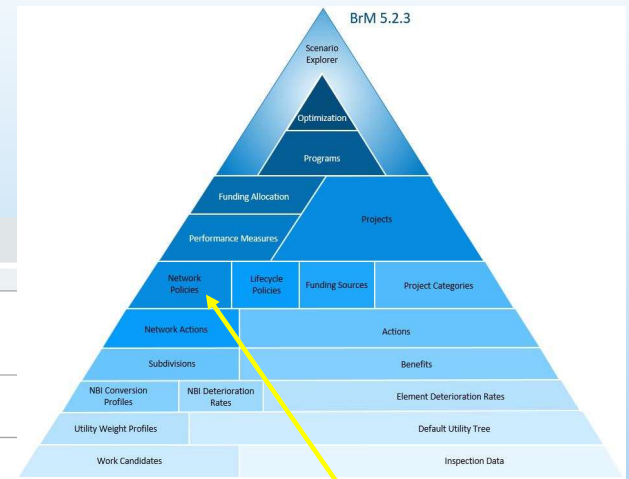 BrM 5.2.3
Scenario
Explorer
Optimization
Programs
Funding Allocation
Projects
Performance Measures
Network
Policies
Lifecycle
Policies
Funding Sources
Project Categories
Network Actions
Actions
Subdivisions
Benefits
NBI Conversion
Profiles
NBI Deterioration
Rates
Element Deterioration Rates
Utility Weight Profiles
Default Utility Tree
Work Candidates
Inspection Data